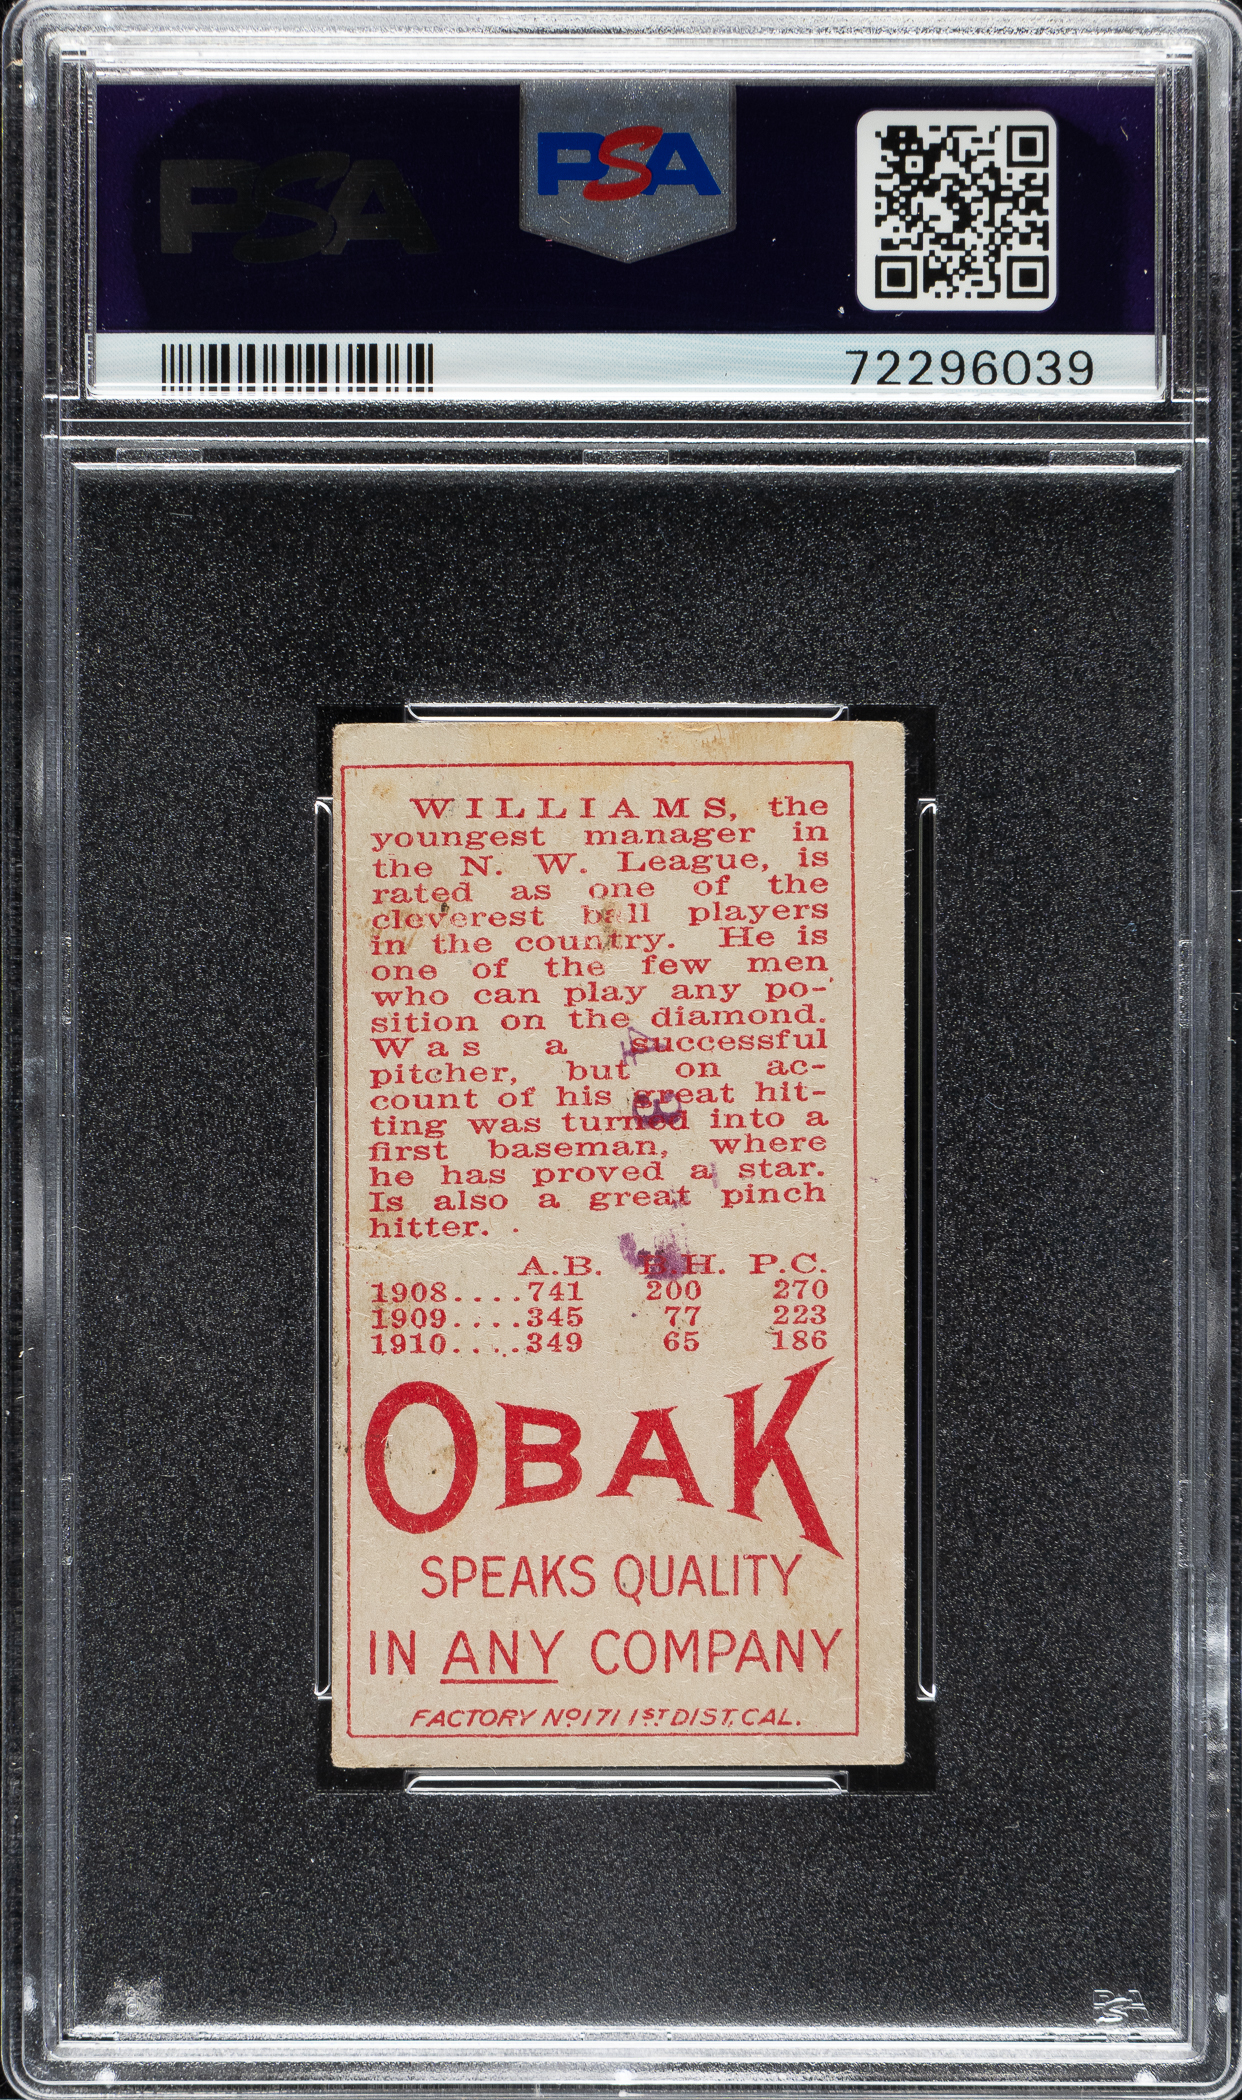 PSA
PSA
72296039
WILLIAMS, the
youngest manager in
the N. W. League, is
rated as one of the
cleverest ball players
in the country. He is
one of the few men
who can play any po-
sition on the diamond.
Was a successful
pitcher, but on ac-
count of his great hit-
ting was turned into a
first baseman, where
he has proved a star.
Is also a great pinch
hitter.
A.B. B.H. P.C.
1908....741 200 270
1909....345 77 223
1910....349 65 186
OBAK
SPEAKS QUALITY
IN ANY COMPANY
FACTORY Nº 171 1ST DIST. CAL.
PSA